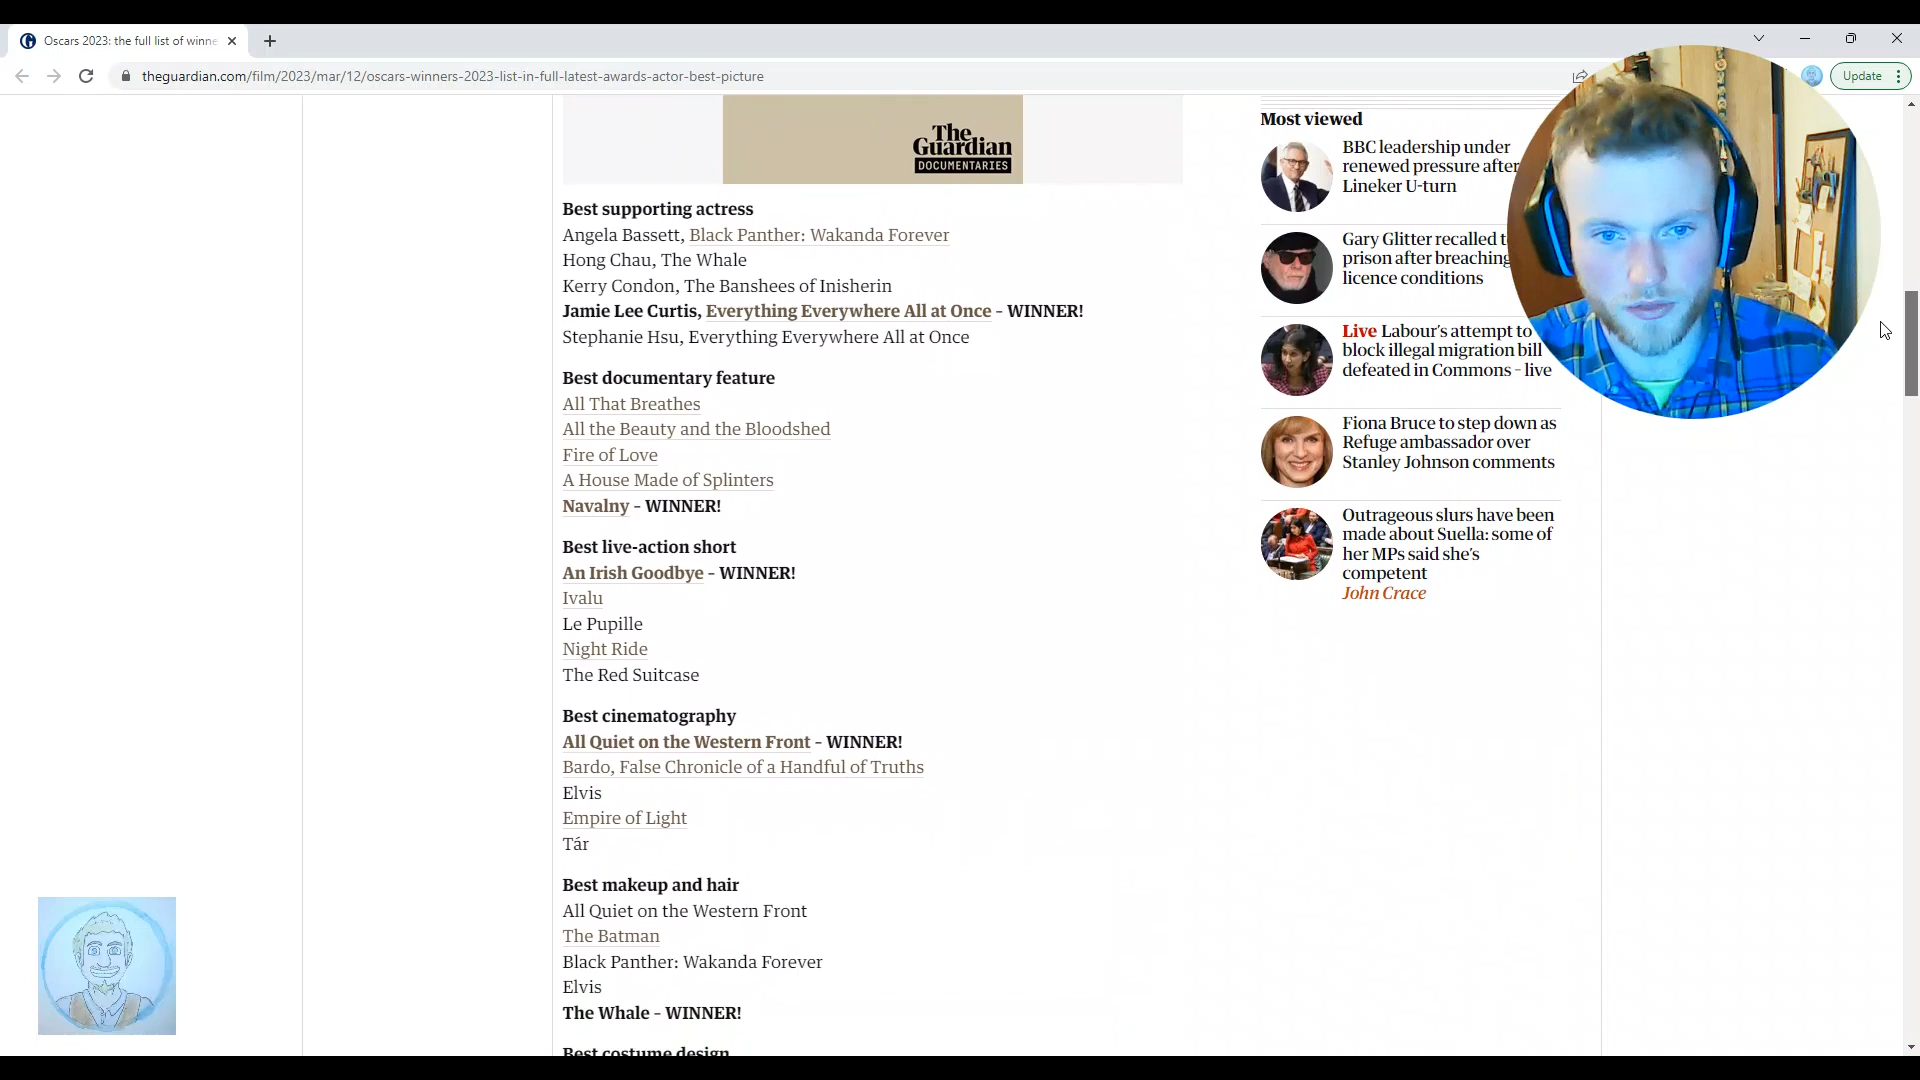 Oscars 2023: the full list of winne
theguardian.com/film/2023/mar/12/oscars-winners-2023-list-in-full-latest-awards-actor-best-picture
Update
The
Guardian
DOCUMENTARIES
Best supporting actress
Angela Bassett, Black Panther: Wakanda Forever
Hong Chau, The Whale
Kerry Condon, The Banshees of Inisherin
Jamie Lee Curtis, Everything Everywhere All at Once – WINNER!
Stephanie Hsu, Everything Everywhere All at Once
Best documentary feature
All That Breathes
All the Beauty and the Bloodshed
Fire of Love
A House Made of Splinters
Navalny – WINNER!
Best live-action short
An Irish Goodbye – WINNER!
Ivalu
Le Pupille
Night Ride
The Red Suitcase
Best cinematography
All Quiet on the Western Front – WINNER!
Bardo, False Chronicle of a Handful of Truths
Elvis
Empire of Light
Tár
Best makeup and hair
All Quiet on the Western Front
The Batman
Black Panther: Wakanda Forever
Elvis
The Whale – WINNER!
Best costume design
Most viewed
BBC leadership under
renewed pressure after
Lineker U-turn
Gary Glitter recalled t
prison after breaching
licence conditions
Live Labour's attempt to
block illegal migration bill
defeated in Commons – live
Fiona Bruce to step down as
Refuge ambassador over
Stanley Johnson comments
Outrageous slurs have been
made about Suella: some of
her MPs said she's
competent
John Crace